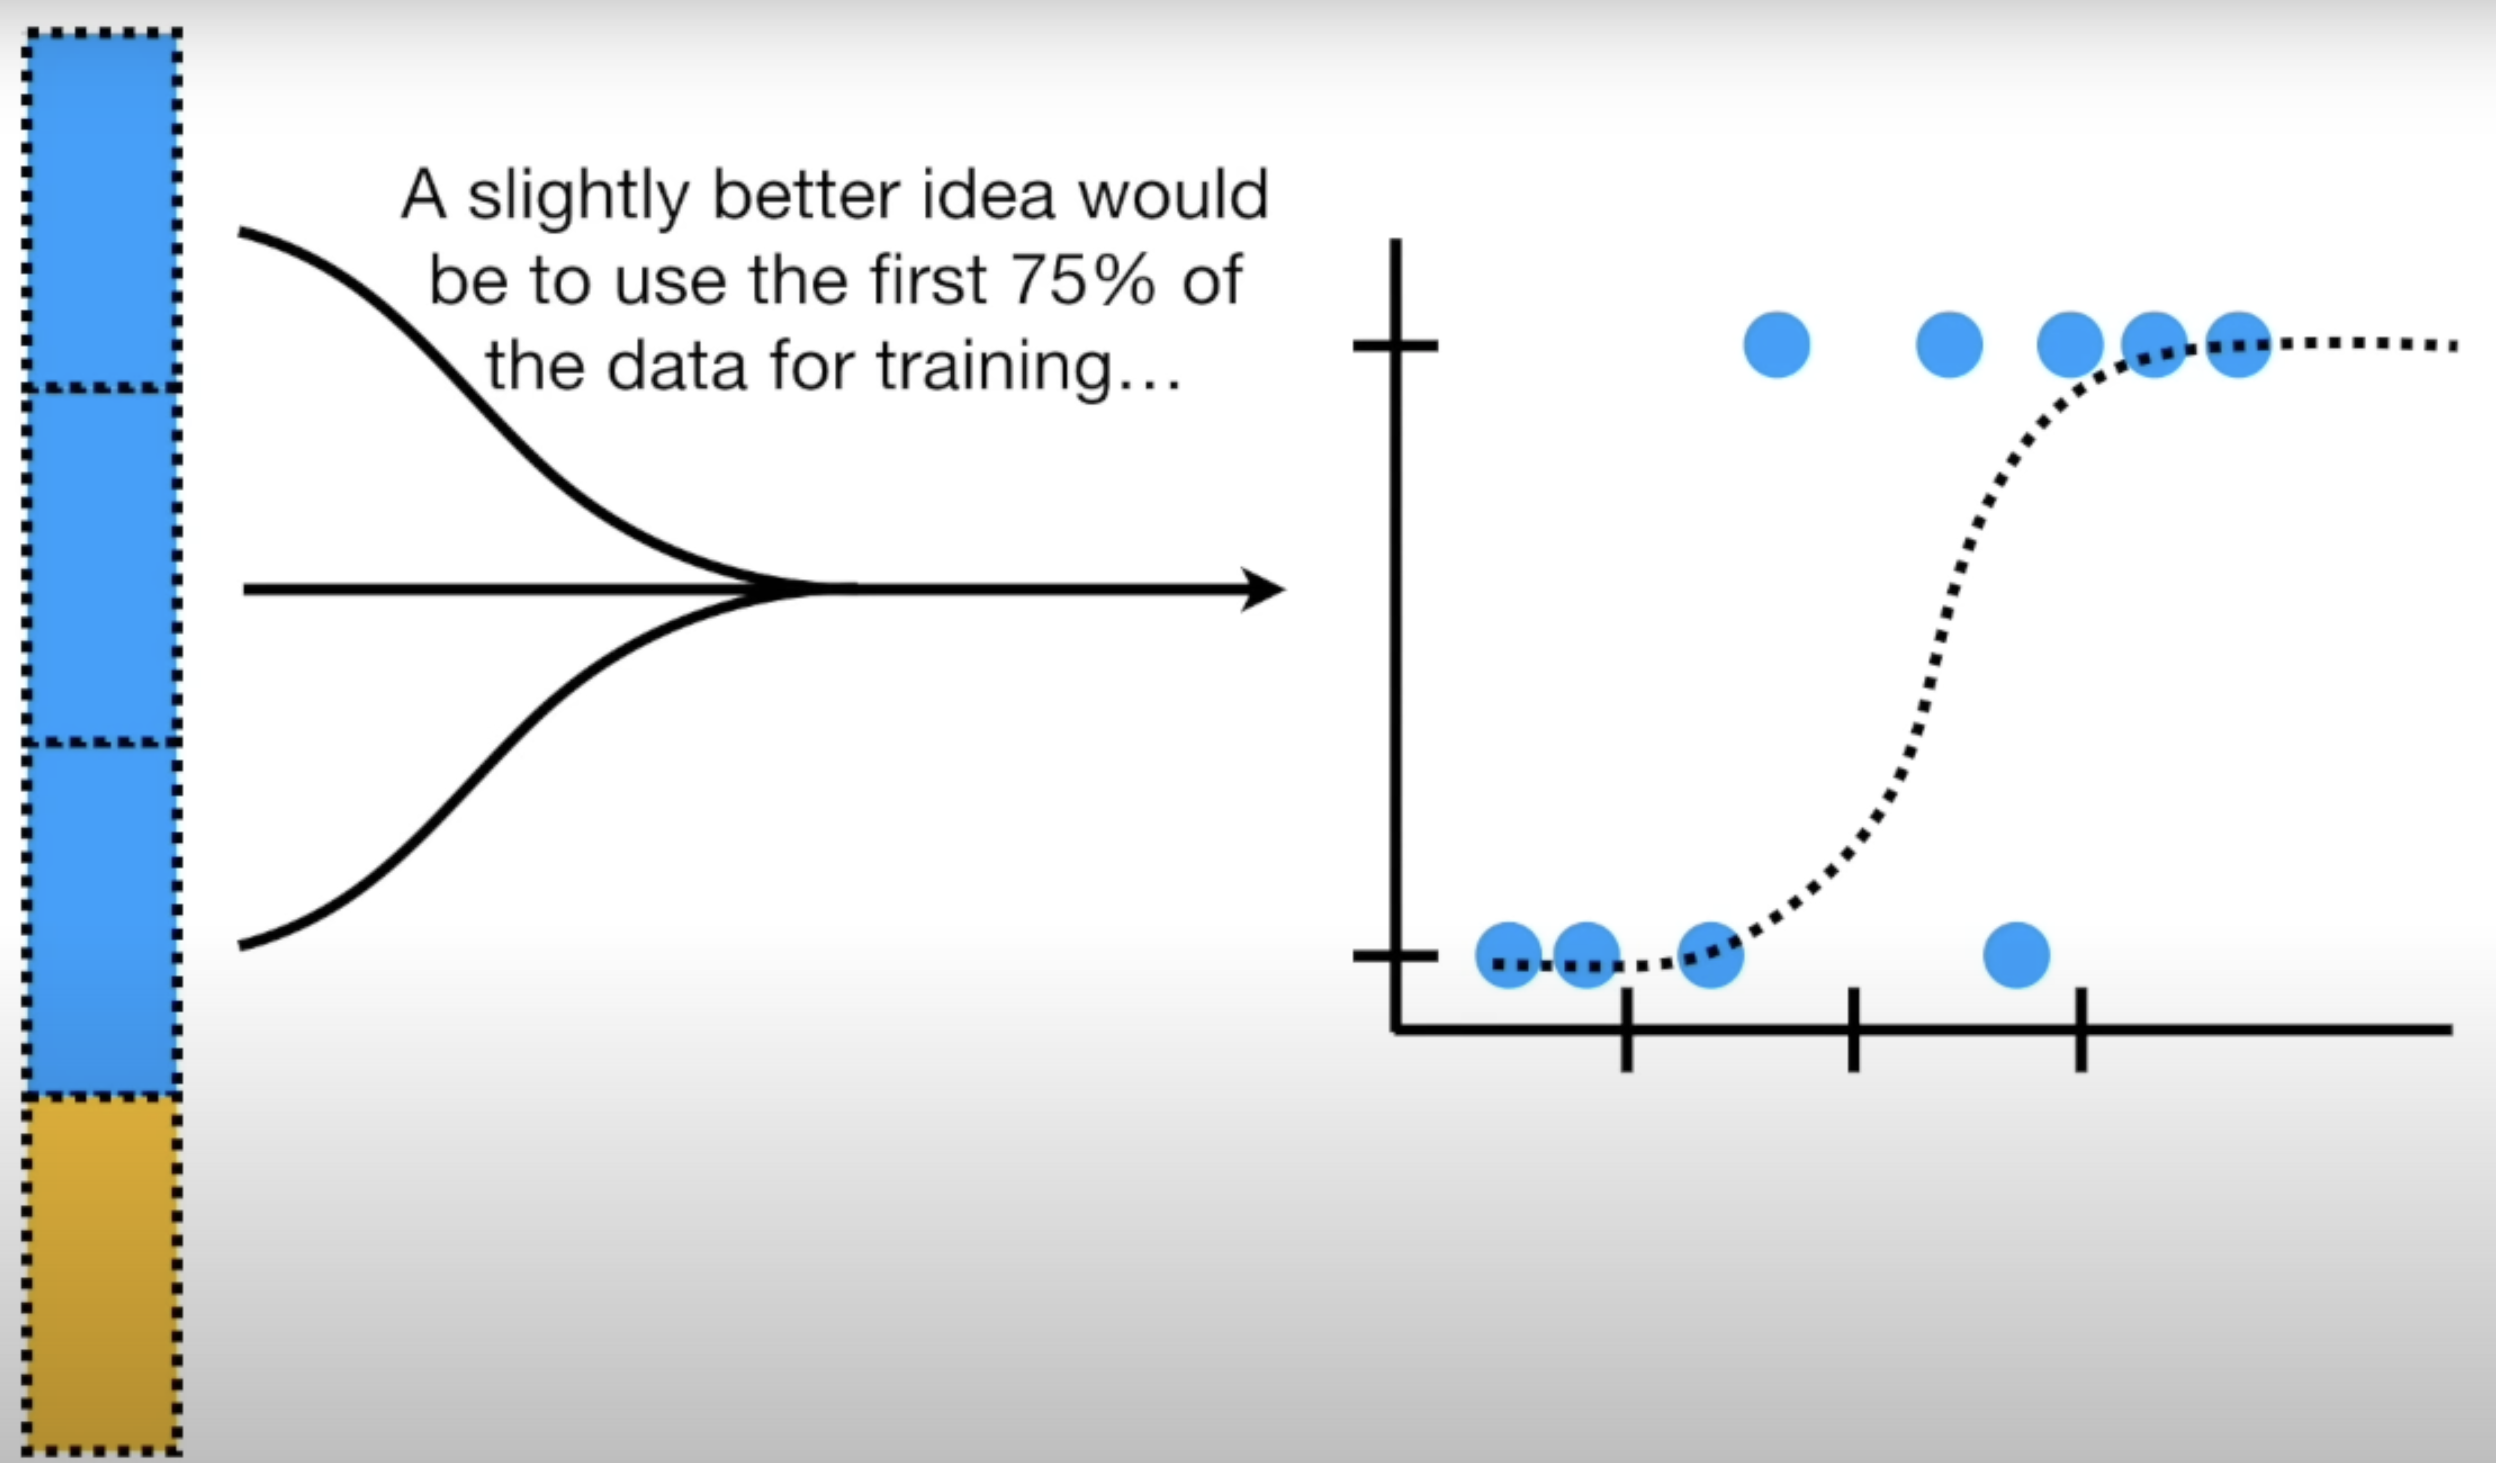 A slightly better idea would
be to use the first 75% of
the data for training...